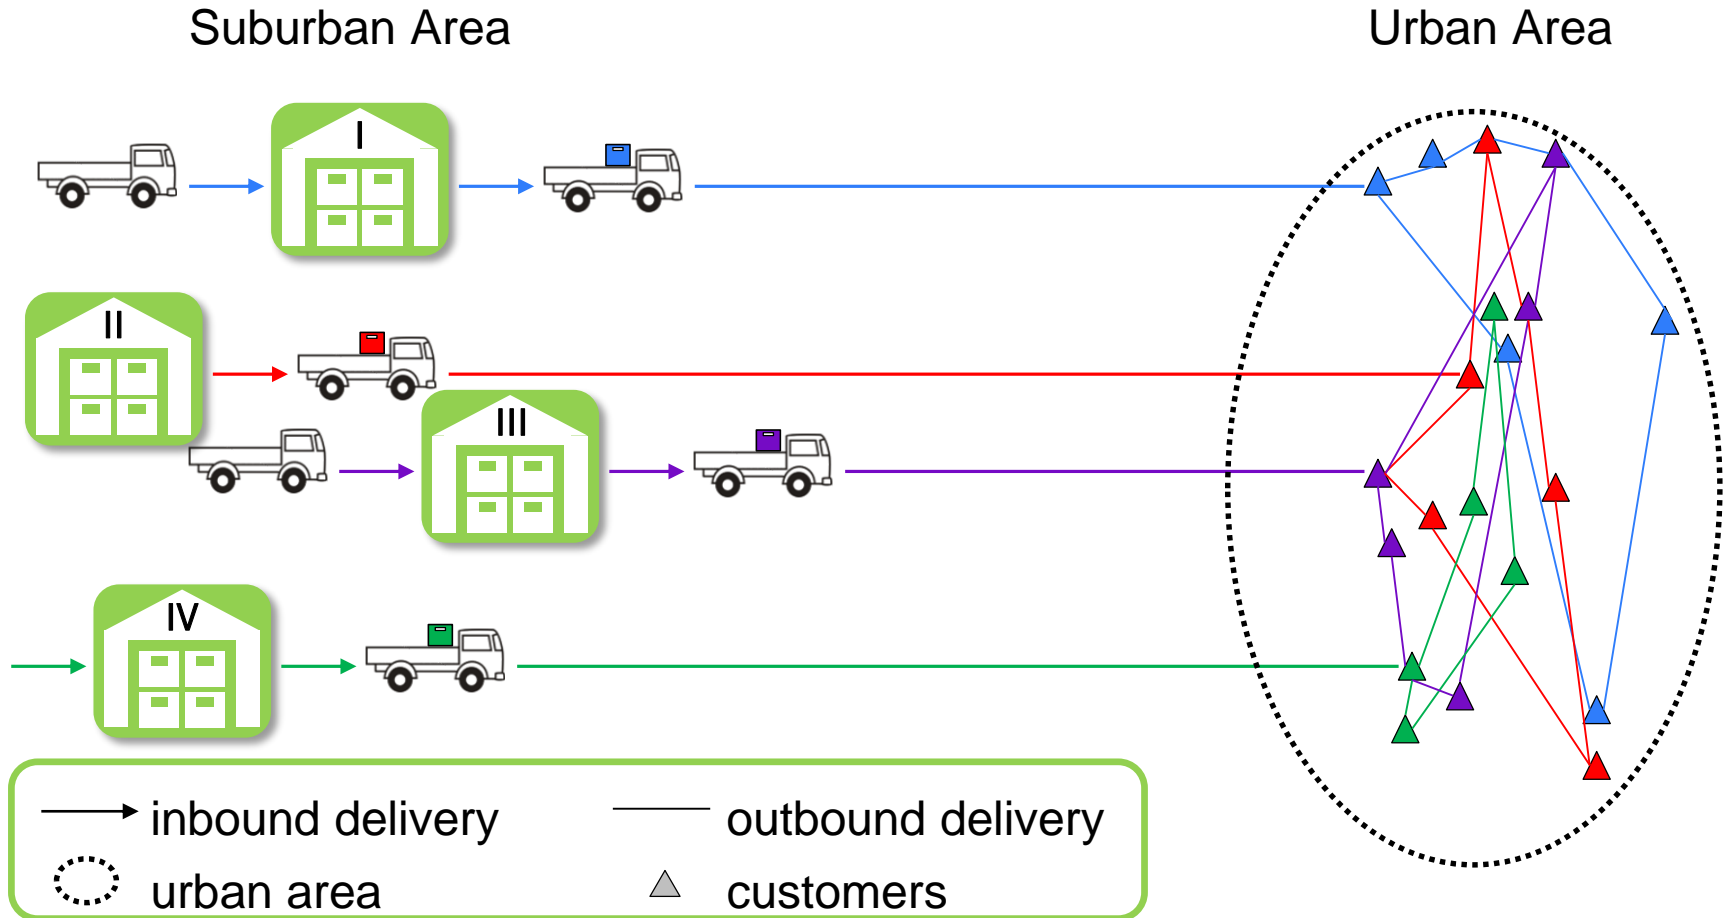 Suburban Area
Urban Area
I
II
III
IV
inbound delivery
outbound delivery
urban area
customers